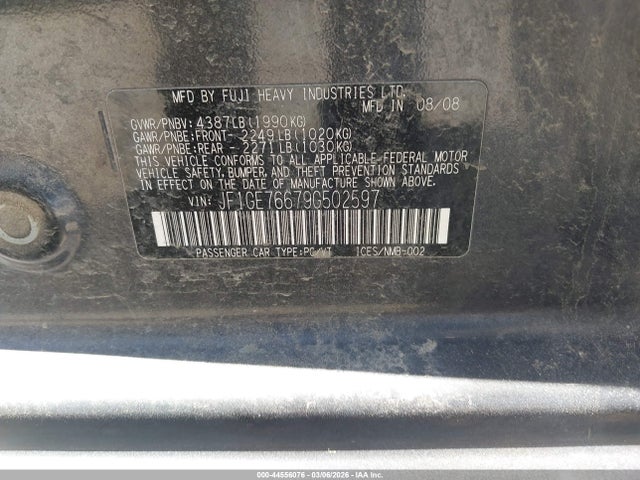 MFD BY FUJI HEAVY INDUSTRIES LTD.
MFD IN 08/08
GVWR/PNBV: 4387LB(1990KG)
GAWR/PNBE:FRONT- 2249LB(1020KG)
GAWR/PNBE:REAR - 2271LB(1030KG)
THIS VEHICLE CONFORMS TO ALL APPLICABLE FEDERAL MOTOR
VEHICLE SAFETY, BUMPER, AND THEFT PREVENTION STANDARDS
IN EFFECT ON THE DATE OF MANUFACTURE SHOWN ABOVE.
VIN: JF1GE76679G502597
PASSENGER CAR TYPE:PC/VT ICES/NMB-002
000-44556076 - 03/06/2026 - IAA Inc.